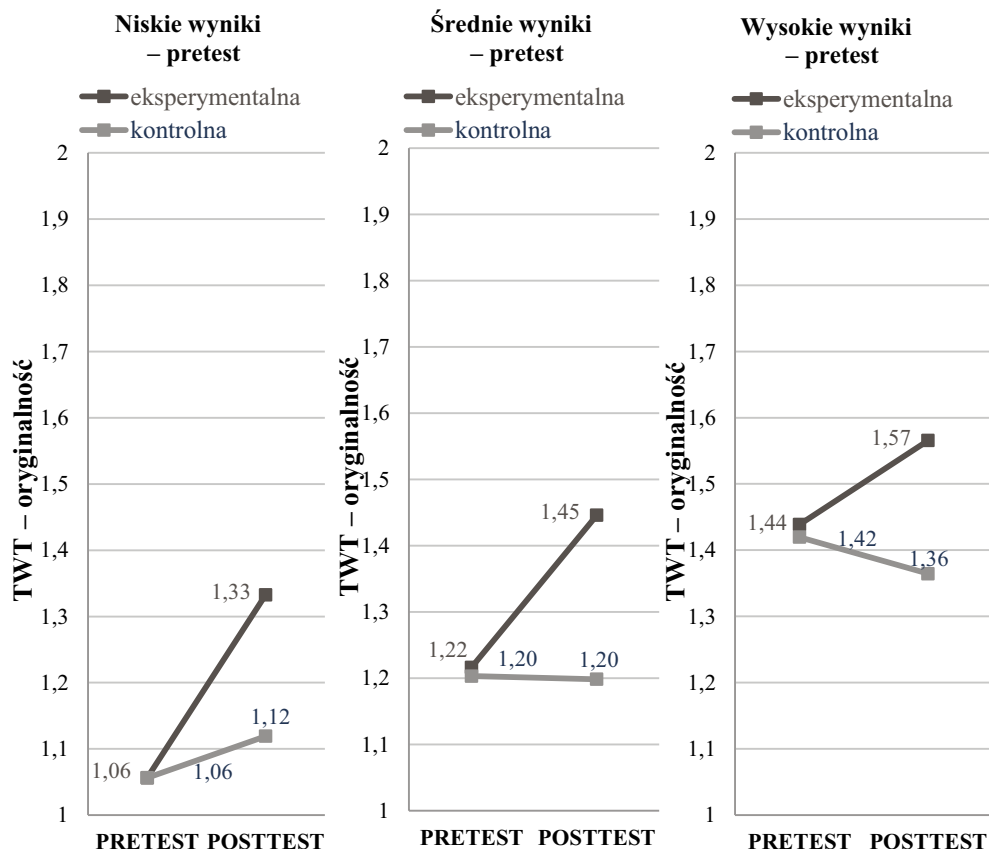 Niskie wyniki
– pretest
eksperymentalna
kontrolna
TWT – oryginalność
2
1,9
1,8
1,7
1,6
1,5
1,4
1,3
1,2
1,1
1
1,33
1,12
1,06
1,06
PRETEST POSTTEST
Średnie wyniki
– pretest
eksperymentalna
kontrolna
TWT – oryginalność
2
1,9
1,8
1,7
1,6
1,5
1,4
1,3
1,2
1,1
1
1,45
1,22
1,20
1,20
PRETEST POSTTEST
Wysokie wyniki
– pretest
eksperymentalna
kontrolna
TWT – oryginalność
2
1,9
1,8
1,7
1,6
1,5
1,4
1,3
1,2
1,1
1
1,57
1,44
1,42
1,36
PRETEST POSTTEST